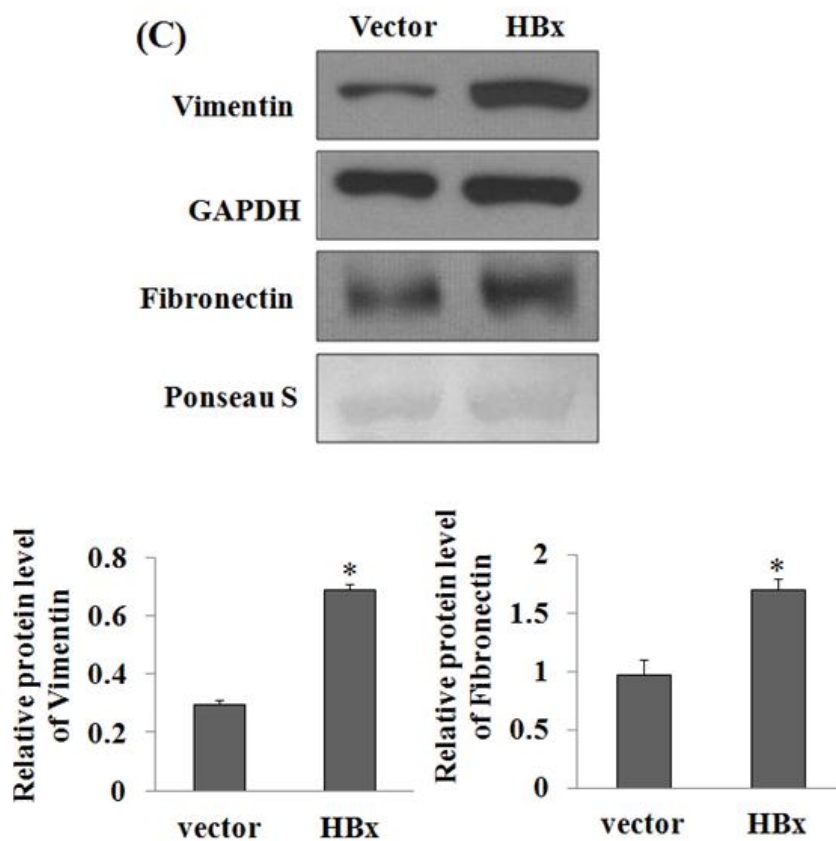 (C)
Vector HBx
Vimentin
GAPDH
Fibronectin
Ponseau S
Relative protein level
of Vimentin
0.8
0.6
0.4
0.2
0
*
vector HBx
Relative protein level
of Fibronectin
2
1.5
1
0.5
0
*
vector HBx